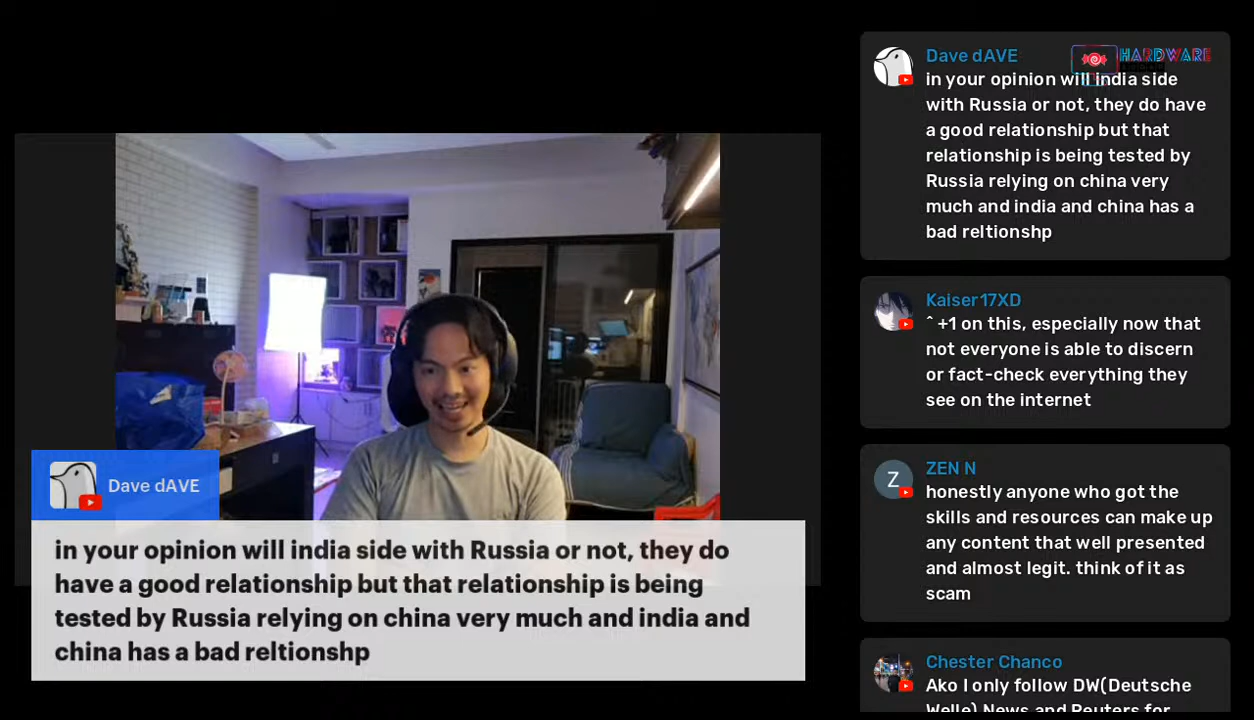 Dave dAVE
in your opinion will india side with Russia or not, they do
have a good relationship but that relationship is being
tested by Russia relying on china very much and india and
china has a bad reltionshp
HARDWARE
Dave dAVE
in your opinion will india side
with Russia or not, they do have
a good relationship but that
relationship is being tested by
Russia relying on china very
much and india and china has a
bad reltionshp
Kaiser17XD
^ +1 on this, especially now that
not everyone is able to discern
or fact-check everything they
see on the internet
Z
ZEN N
honestly anyone who got the
skills and resources can make up
any content that well presented
and almost legit. think of it as
scam
Chester Chanco
Ako I only follow DW(Deutsche
Welle) News and Reuters for